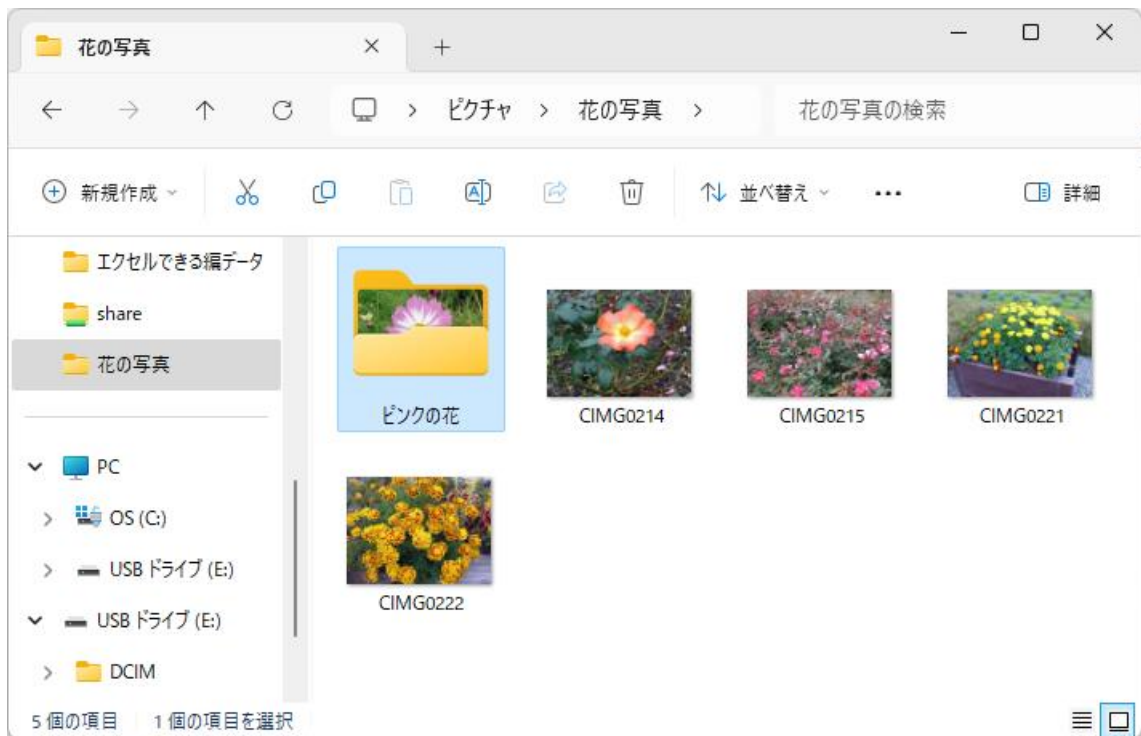 花の写真
ピクチャ > 花の写真 >
花の写真の検索
新規作成
並べ替え
詳細
エクセルできる編データ
share
花の写真
PC
OS (C:)
USB ドライブ (E:)
USB ドライブ (E:)
DCIM
ピンクの花
CIMG0214
CIMG0215
CIMG0221
CIMG0222
5 個の項目
1 個の項目を選択